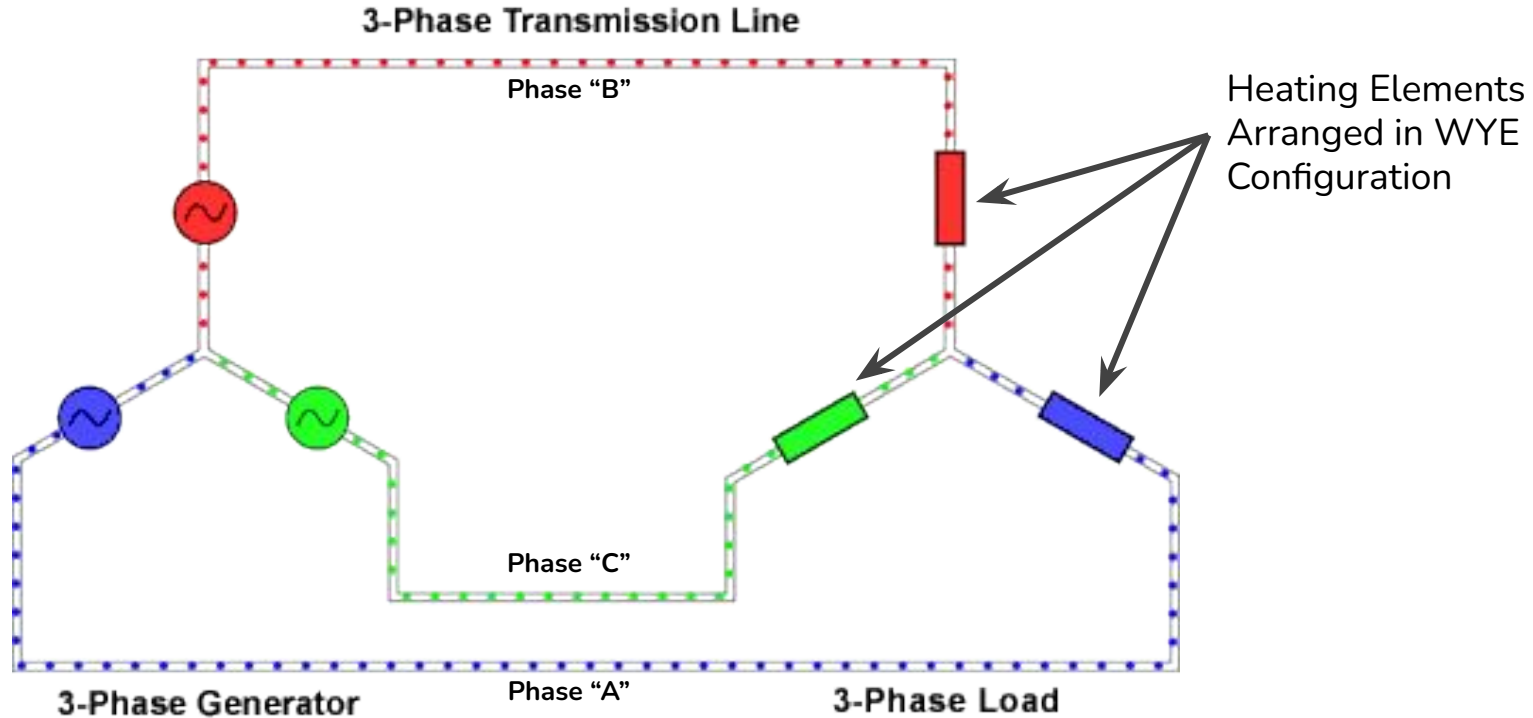 3-Phase Transmission Line
Phase “B”
Heating Elements
Arranged in WYE
Configuration
Phase “C”
Phase “A”
3-Phase Generator
3-Phase Load